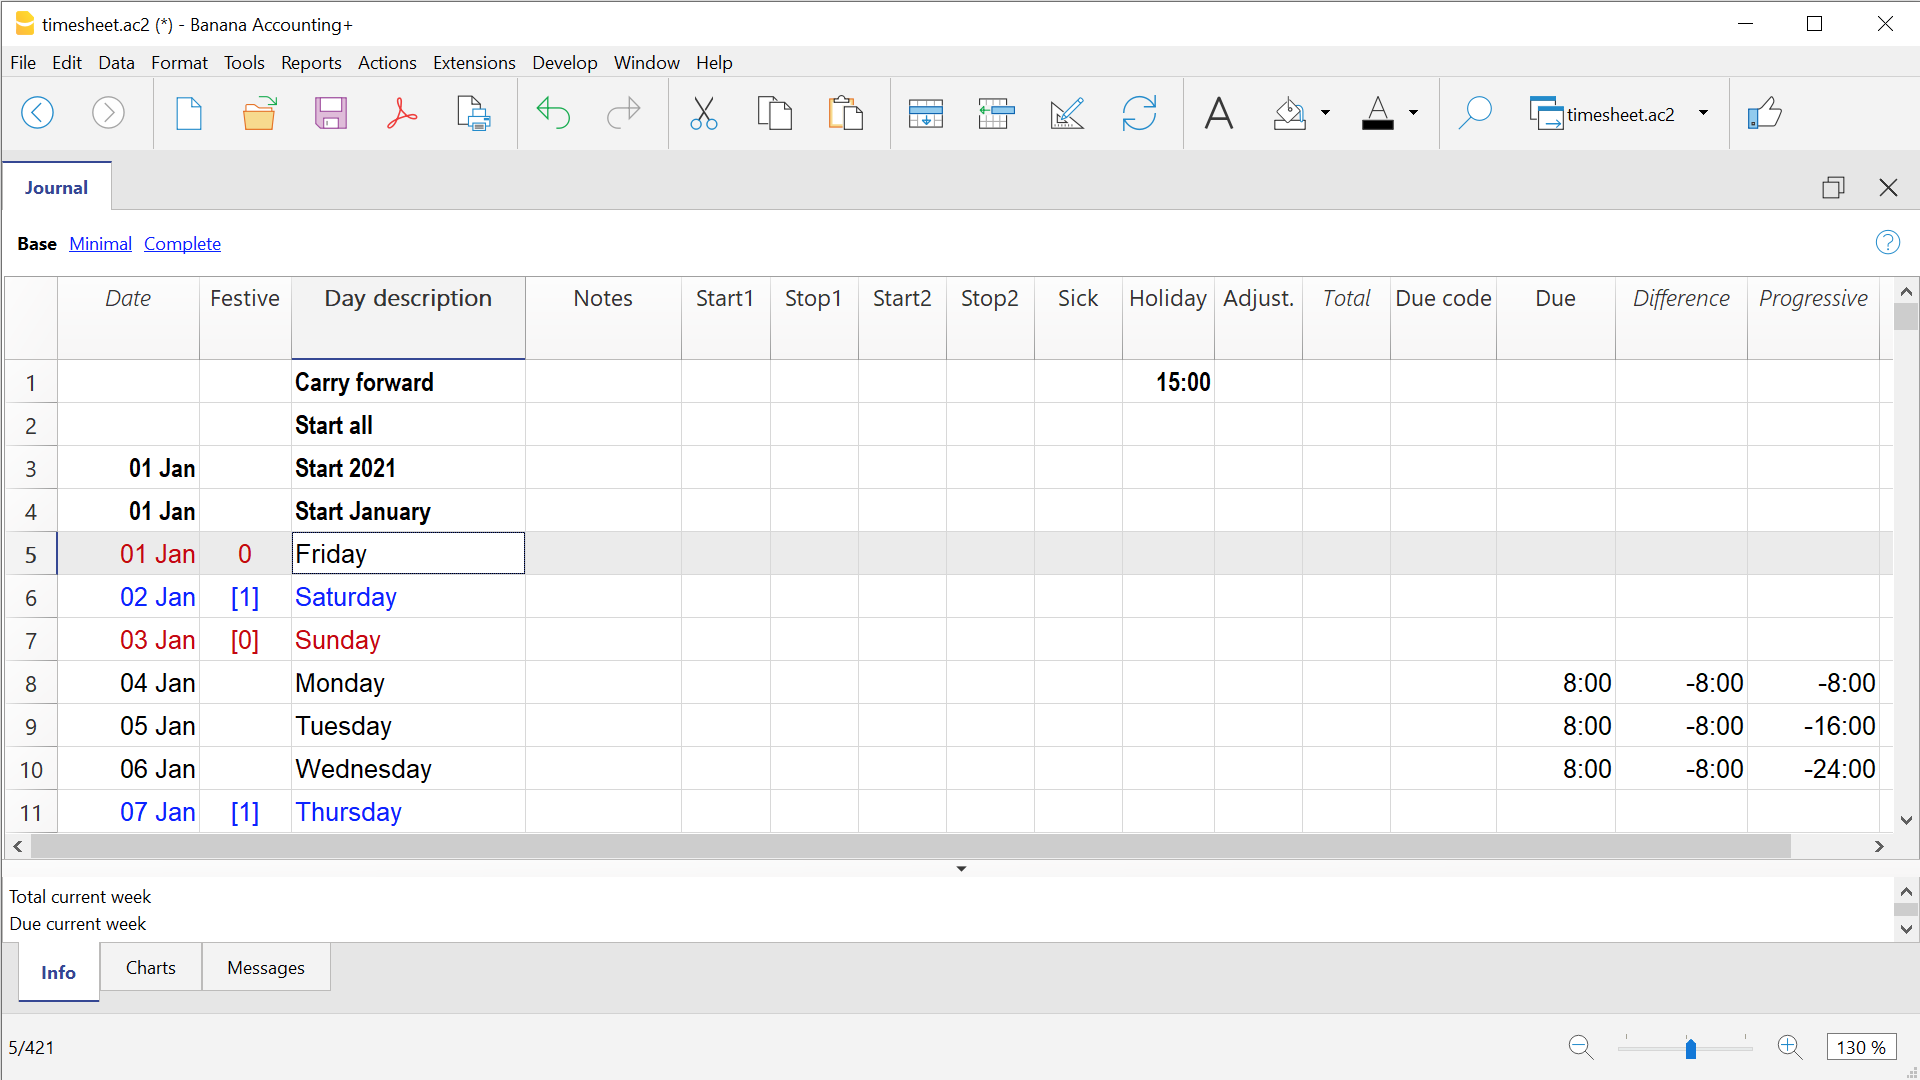 timesheet.ac2 (*) - Banana Accounting+
File Edit Data Format Tools Reports Actions Extensions Develop Window Help
timesheet.ac2
Journal
Base Minimal Complete
Date Festive Day description Notes Start1 Stop1 Start2 Stop2 Sick Holiday Adjust. Total Due code Due Difference Progressive
1 Carry forward 15:00
2 Start all
3 01 Jan Start 2021
4 01 Jan Start January
5 01 Jan 0 Friday
6 02 Jan [1] Saturday
7 03 Jan [0] Sunday
8 04 Jan Monday 8:00 -8:00 -8:00
9 05 Jan Tuesday 8:00 -8:00 -16:00
10 06 Jan Wednesday 8:00 -8:00 -24:00
11 07 Jan [1] Thursday
Total current week
Due current week
Info Charts Messages
5/421 130 %